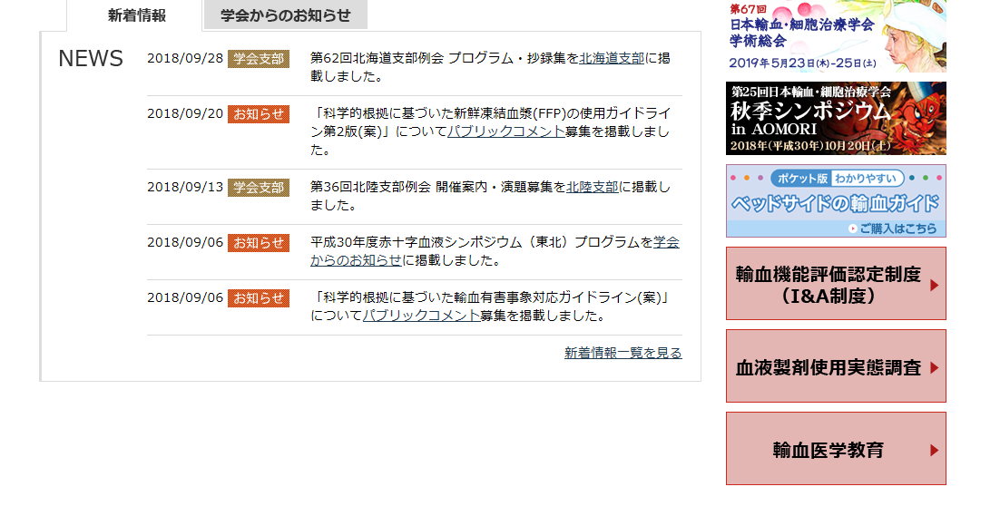 新着情報
学会からのお知らせ
NEWS
2018/09/28 学会支部 第62回北海道支部例会 プログラム・抄録集を北海道支部に掲
載しました。
2018/09/20 お知らせ 「科学的根拠に基づいた新鮮凍結血漿(FFP)の使用ガイドライ
ン第2版(案)」についてパブリックコメント募集を掲載しまし
た。
2018/09/13 学会支部 第36回北陸支部例会 開催案内・演題募集を北陸支部に掲載し
ました。
2018/09/06 お知らせ 平成30年度赤十字血液シンポジウム（東北）プログラムを学会
からのお知らせに掲載しました。
2018/09/06 お知らせ 「科学的根拠に基づいた輸血有害事象対応ガイドライン(案)」
についてパブリックコメント募集を掲載しました。
新着情報一覧を見る
第67回
日本輸血・細胞治療学会
学術総会
2019年5月23日(木)-25日(土)
第25回日本輸血・細胞治療学会
秋季シンポジウム
in AOMORI
2018年(平成30年)10月20日(土)
ポケット版 わかりやすい
ベッドサイドの輸血ガイド
ご購入はこちら
輸血機能評価認定制度
（I&A制度）
血液製剤使用実態調査
輸血医学教育